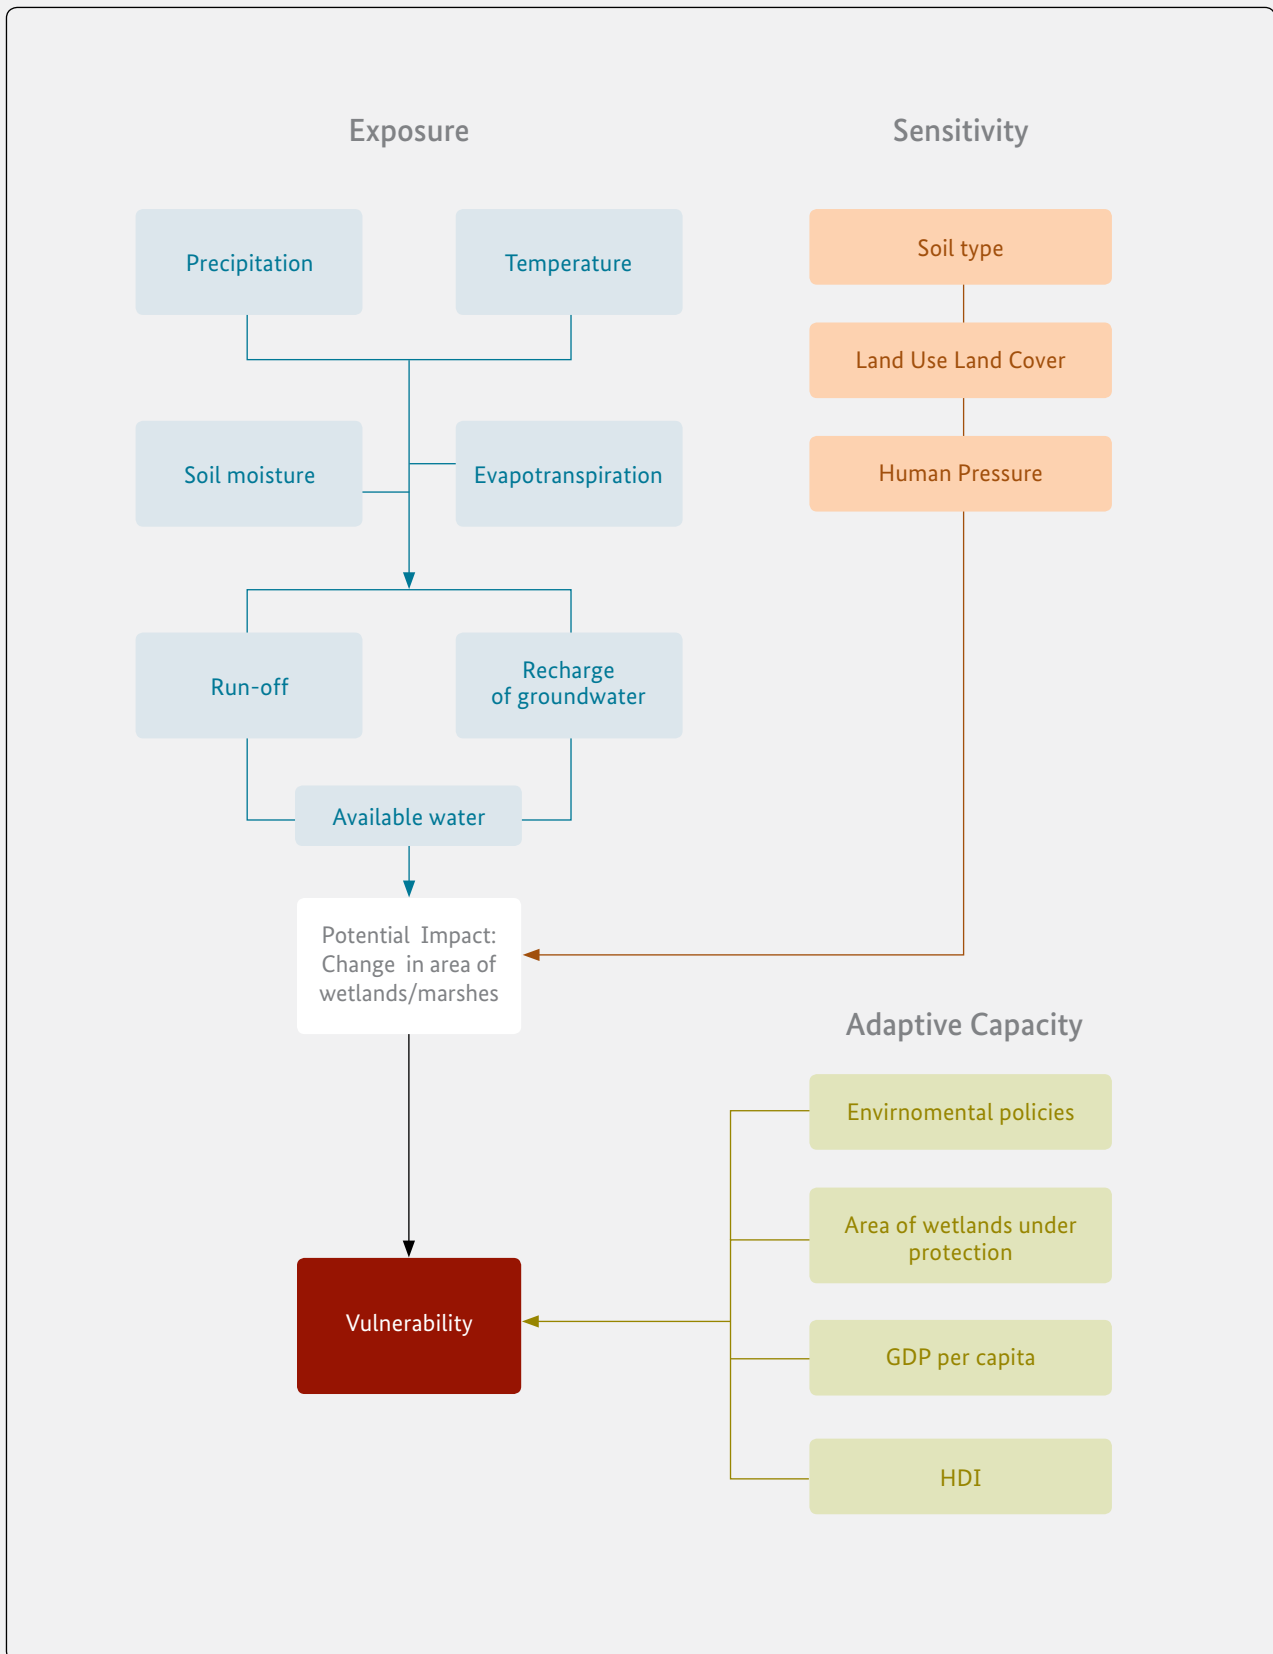 Exposure
Sensitivity
Precipitation
Temperature
Soil type
Land Use Land Cover
Soil moisture
Evapotranspiration
Human Pressure
Run-off
Recharge
of groundwater
Available water
Potential Impact:
Change in area of
wetlands/marshes
Adaptive Capacity
Envirnomental policies
Area of wetlands under
protection
Vulnerability
GDP per capita
HDI